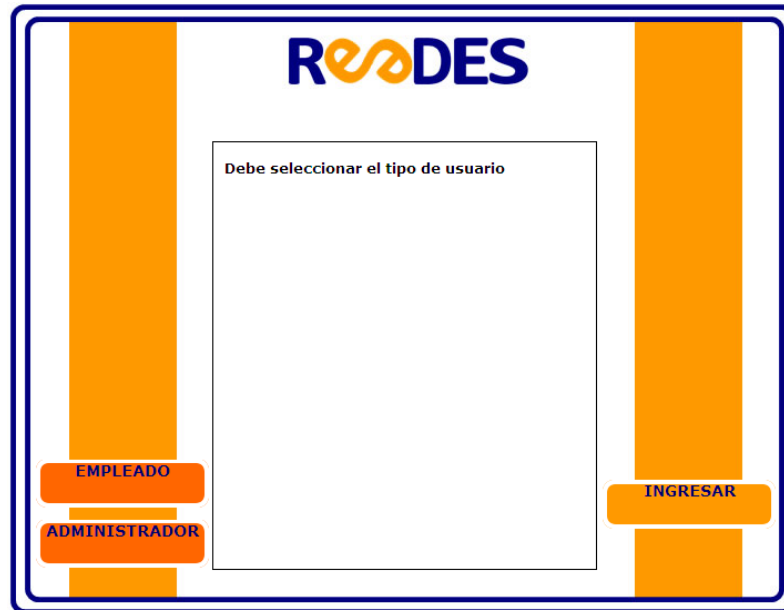 ReeDES
Debe seleccionar el tipo de usuario
EMPLEADO
ADMINISTRADOR
INGRESAR